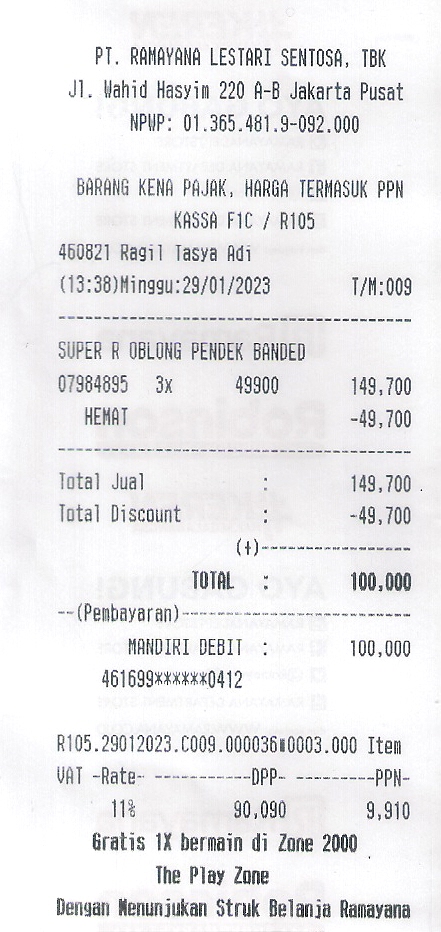 PT. RAMAYANA LESTARI SENTOSA, TBK
Jl. Wahid Hasyim 220 A-B Jakarta Pusat
NPWP: 01.365.481.9-092.000
BARANG KENA PAJAK, HARGA TERMASUK PPN
KASSA F1C / R105
460821 Ragil Tasya Adi
(13:38)Minggu:29/01/2023 T/M:009
----------------------------------------
SUPER R OBLONG PENDEK BANDED
07984895 3x 49900 149,700
HEMAT -49,700
----------------------------------------
Total Jual : 149,700
Total Discount : -49,700
(+)-----------------
TOTAL : 100,000
--(Pembayaran)--------------------------
MANDIRI DEBIT : 100,000
461699******0412
R105.29012023.C009.000036#0003.000 Item
VAT -Rate- ------------DPP- ---------PPN-
11% 90,090 9,910
Gratis 1X bermain di Zone 2000
The Play Zone
Dengan Menunjukan Struk Belanja Ramayana